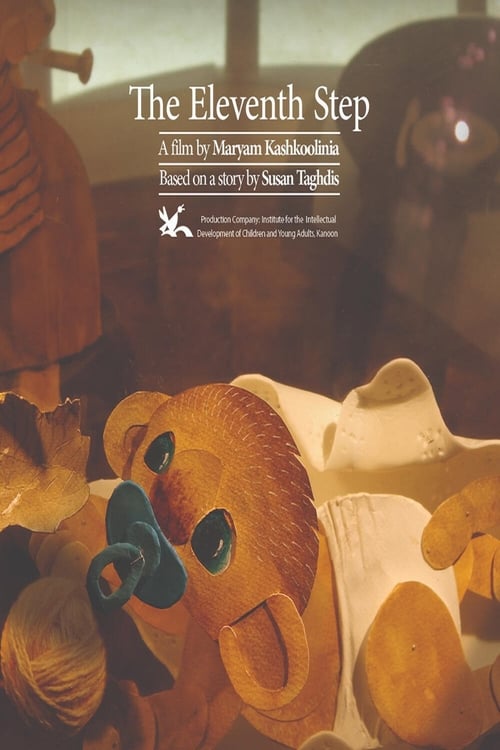 The Eleventh Step
A film by Maryam Kashkoolinia
Based on a story by Susan Taghdis
Production Company: Institute for the Intellectual
Development of Children and Young Adults, Kanoon